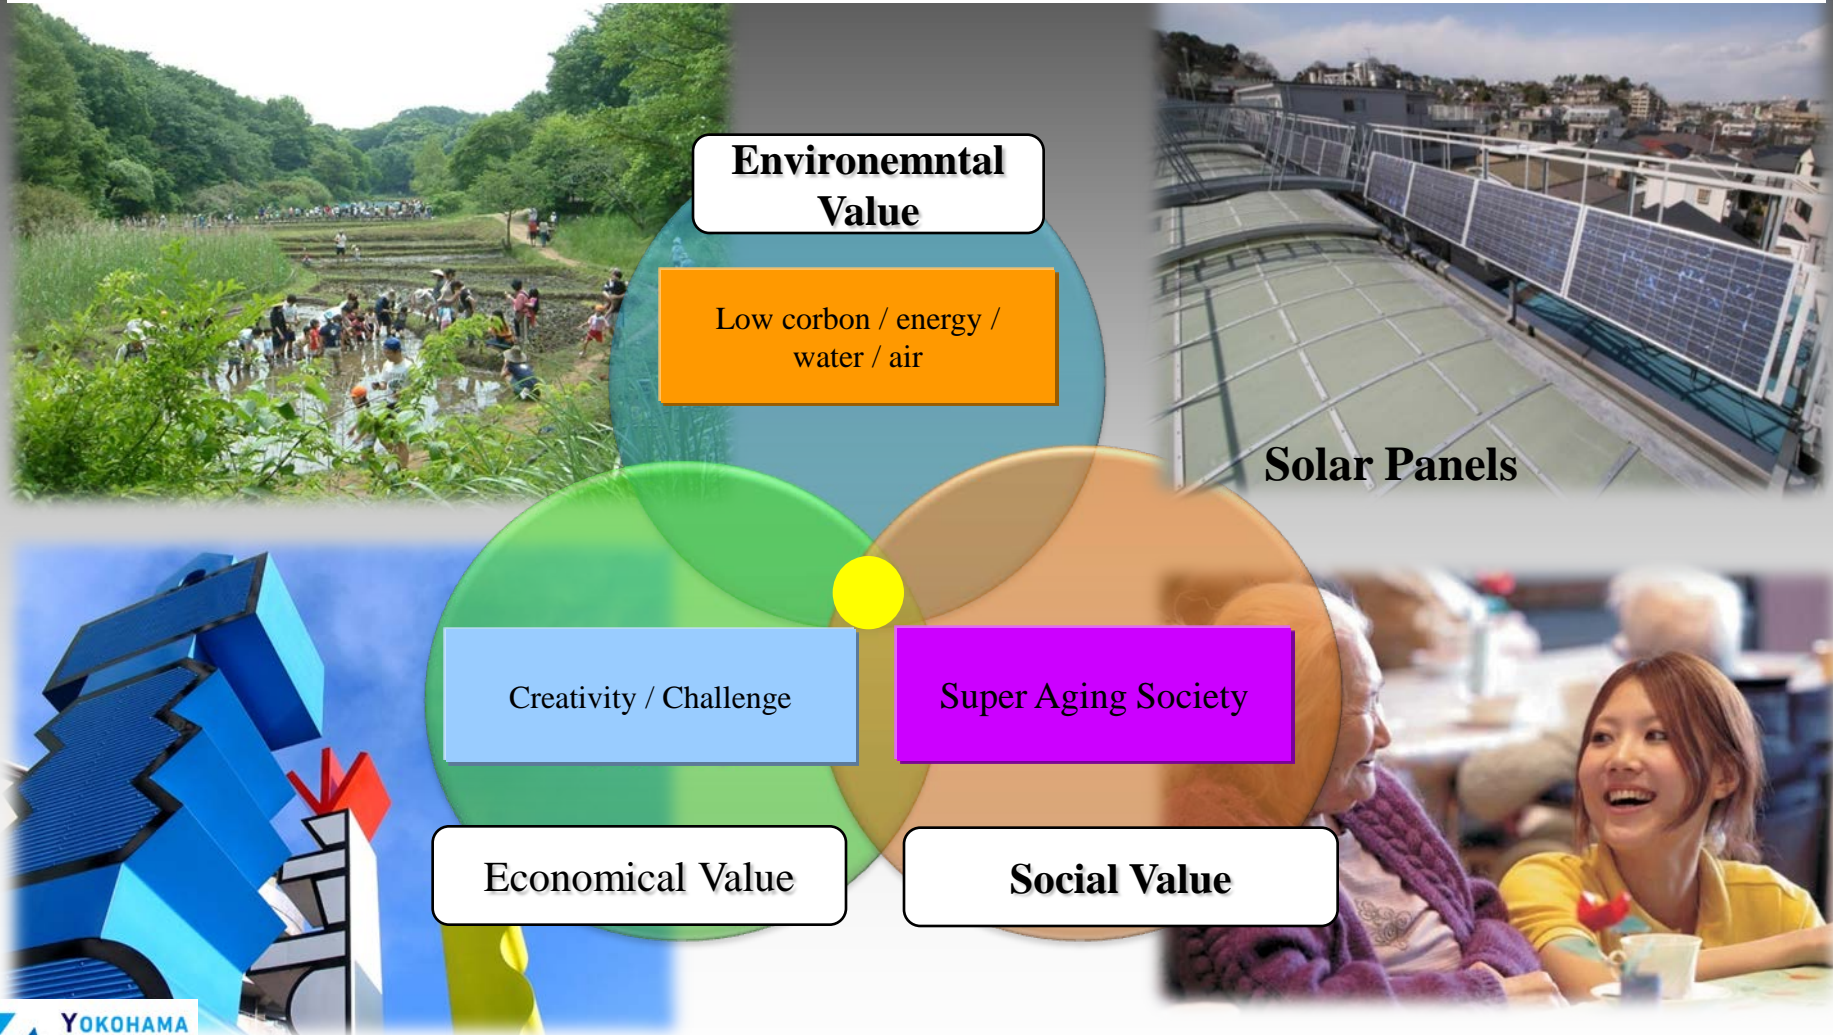 Environemntal
Value
Low corbon / energy /
water / air
Solar Panels
Creativity / Challenge
Super Aging Society
Economical Value
Social Value
YOKOHAMA